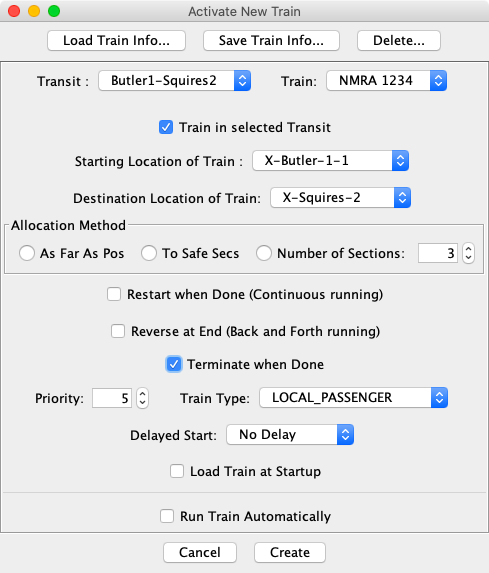 Activate New Train
Load Train Info... Save Train Info... Delete...
Transit : Butler1-Squires2 Train: NMRA 1234
Train in selected Transit
Starting Location of Train : X-Butler-1-1
Destination Location of Train: X-Squires-2
Allocation Method
As Far As Pos To Safe Secs Number of Sections: 3
Restart when Done (Continuous running)
Reverse at End (Back and Forth running)
Terminate when Done
Priority: 5 Train Type: LOCAL_PASSENGER
Delayed Start: No Delay
Load Train at Startup
Run Train Automatically
Cancel Create